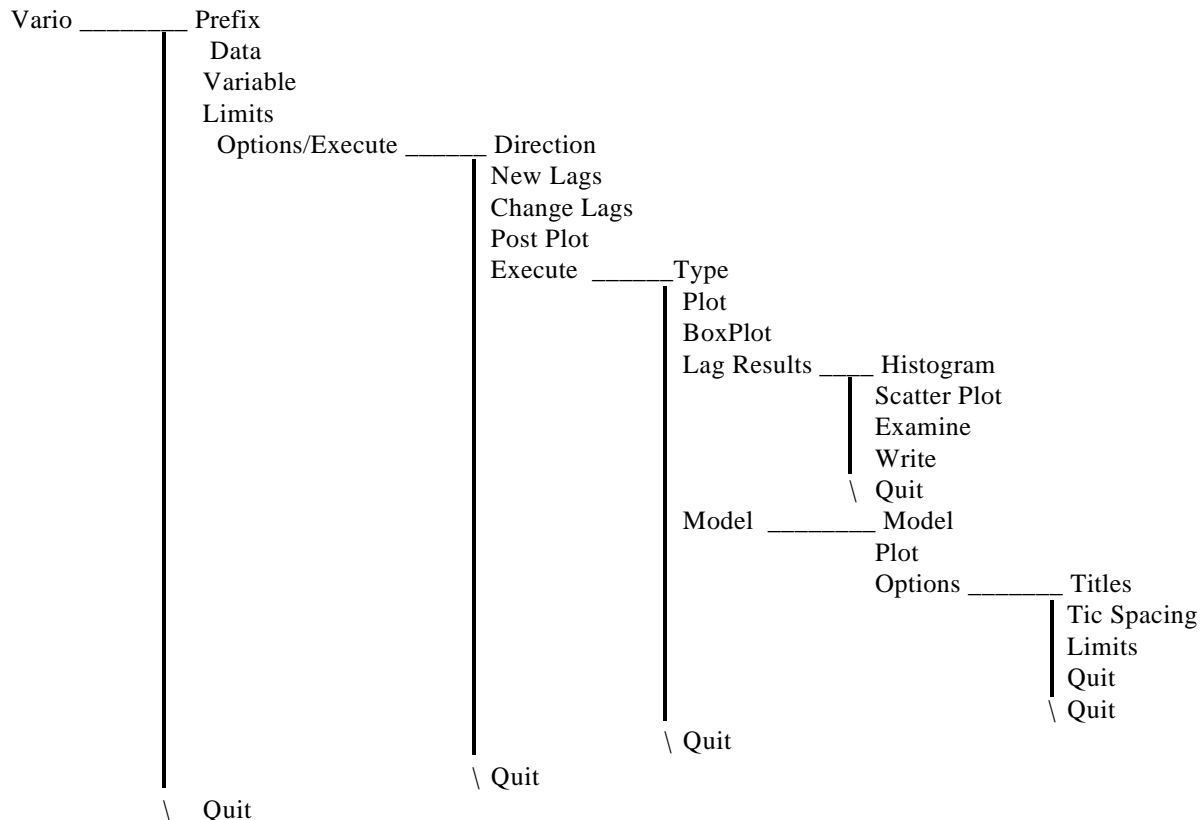 Vario ________ Prefix
Data
Variable
Limits
Options/Execute ______ Direction
New Lags
Change Lags
Post Plot
Execute ______Type
Plot
BoxPlot
Lag Results ____ Histogram
Scatter Plot
Examine
Write
\ Quit
Model ________ Model
Plot
Options _______ Titles
Tic Spacing
Limits
Quit
\ Quit
\ Quit
\ Quit
\ Quit